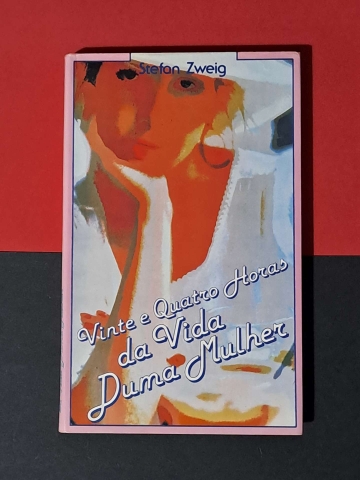 Stefan Zweig
Vinte e Quatro Horas
da Vida
Duma Mulher